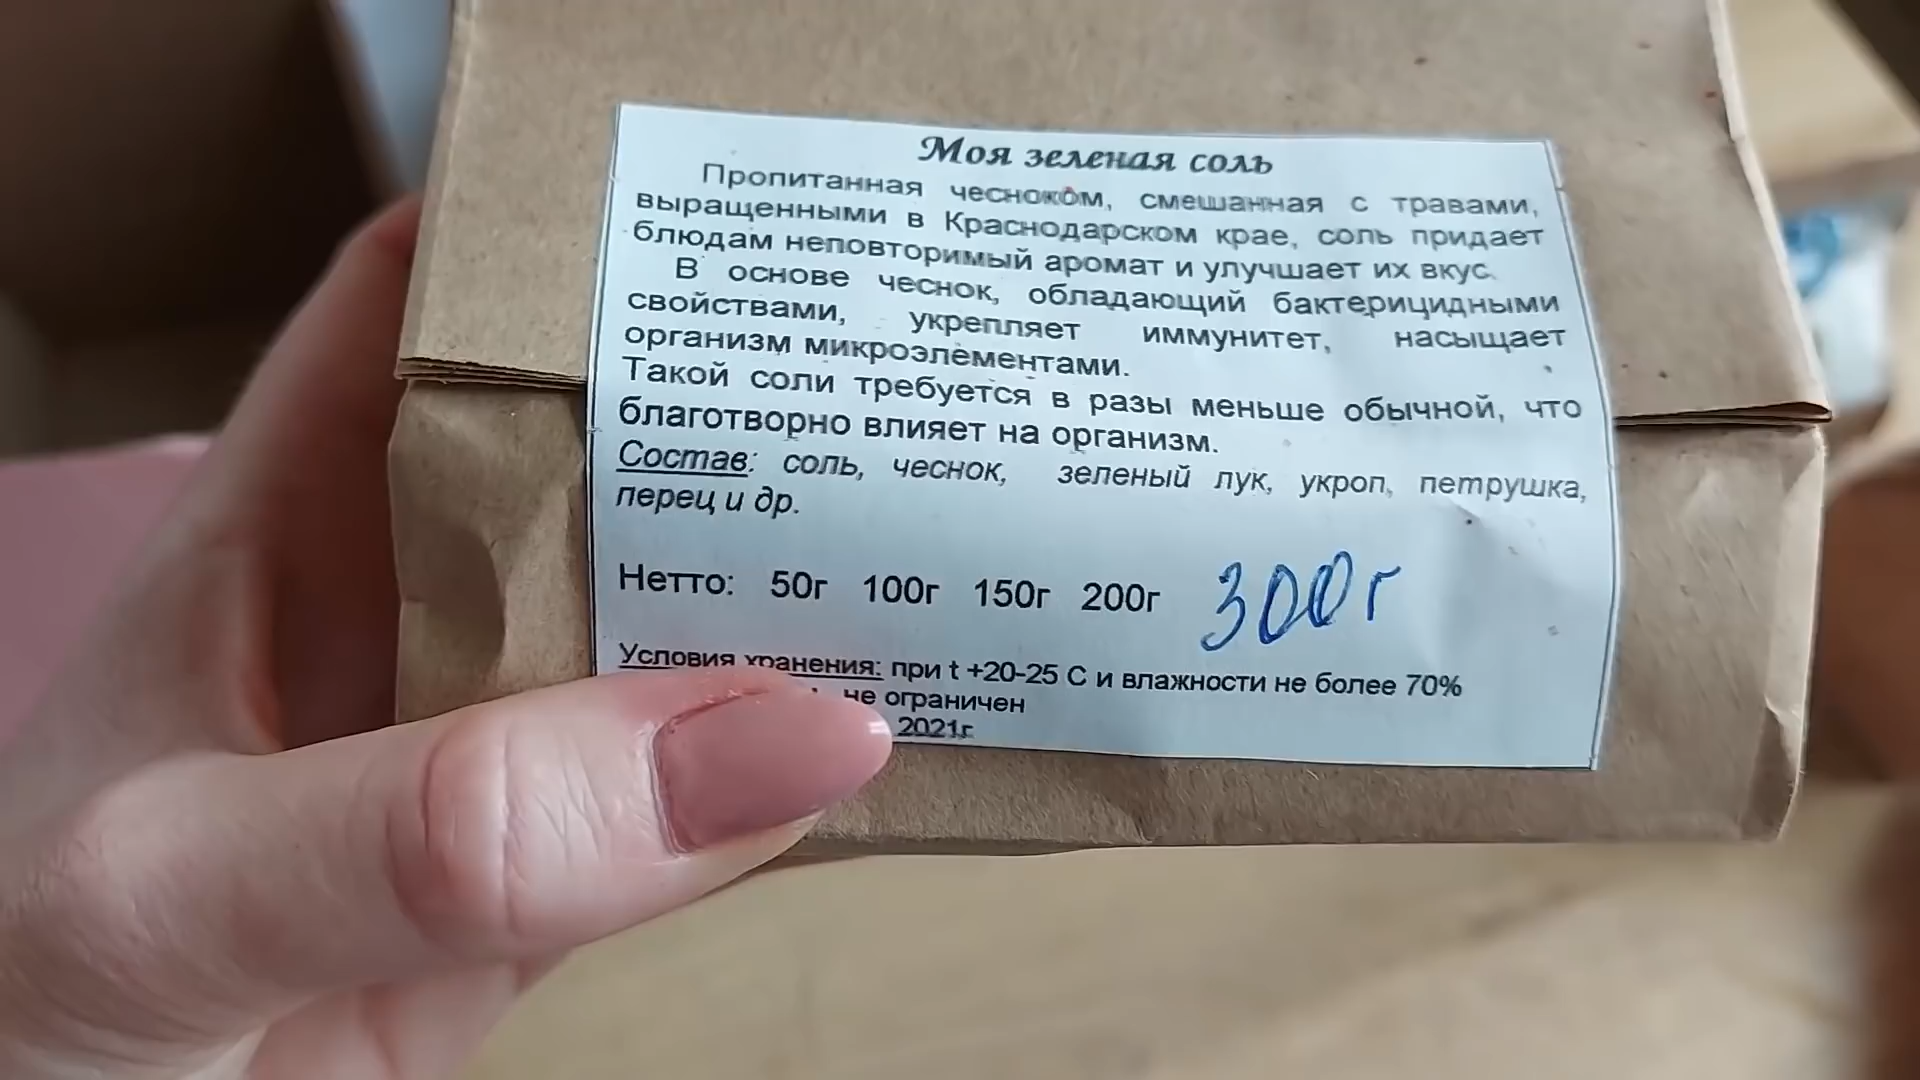 Моя зеленая соль
Пропитанная чесноком, смешанная с травами,
выращенными в Краснодарском крае, соль придает
блюдам неповторимый аромат и улучшает их вкус.
В основе чеснок, обладающий бактерицидными
свойствами, укрепляет иммунитет, насыщает
организм микроэлементами.
Такой соли требуется в разы меньше обычной, что
благотворно влияет на организм.
Состав: соль, чеснок, зеленый лук, укроп, петрушка,
перец и др.
Нетто: 50г 100г 150г 200г 300г
Условия хранения: при t +20-25 С и влажности не более 70%
не ограничен
2021г